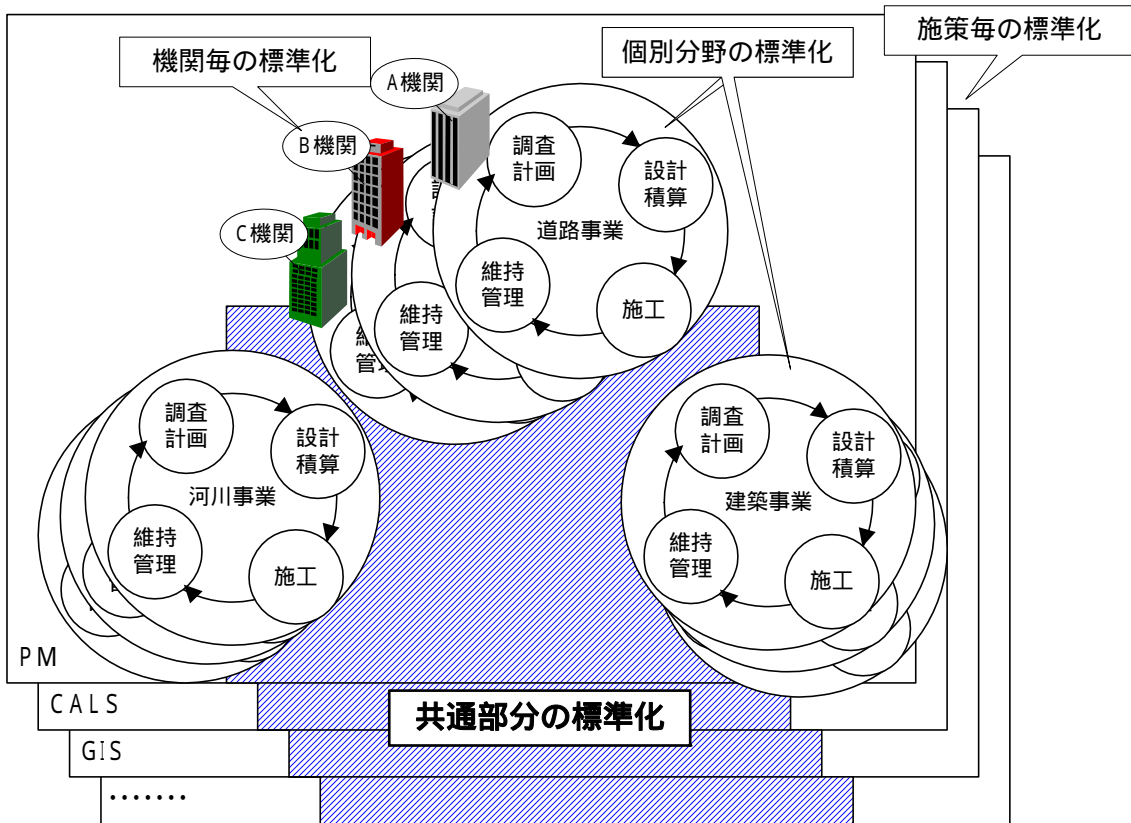 施策毎の標準化
機関毎の標準化
個別分野の標準化
A機関
B機関
C機関
調査
計画
設計
積算
道路事業
維持
管理
施工
維持
管理
調査
計画
設計
積算
河川事業
維持
管理
施工
調査
計画
設計
積算
建築事業
維持
管理
施工
PM
CALS
共通部分の標準化
GIS
·······